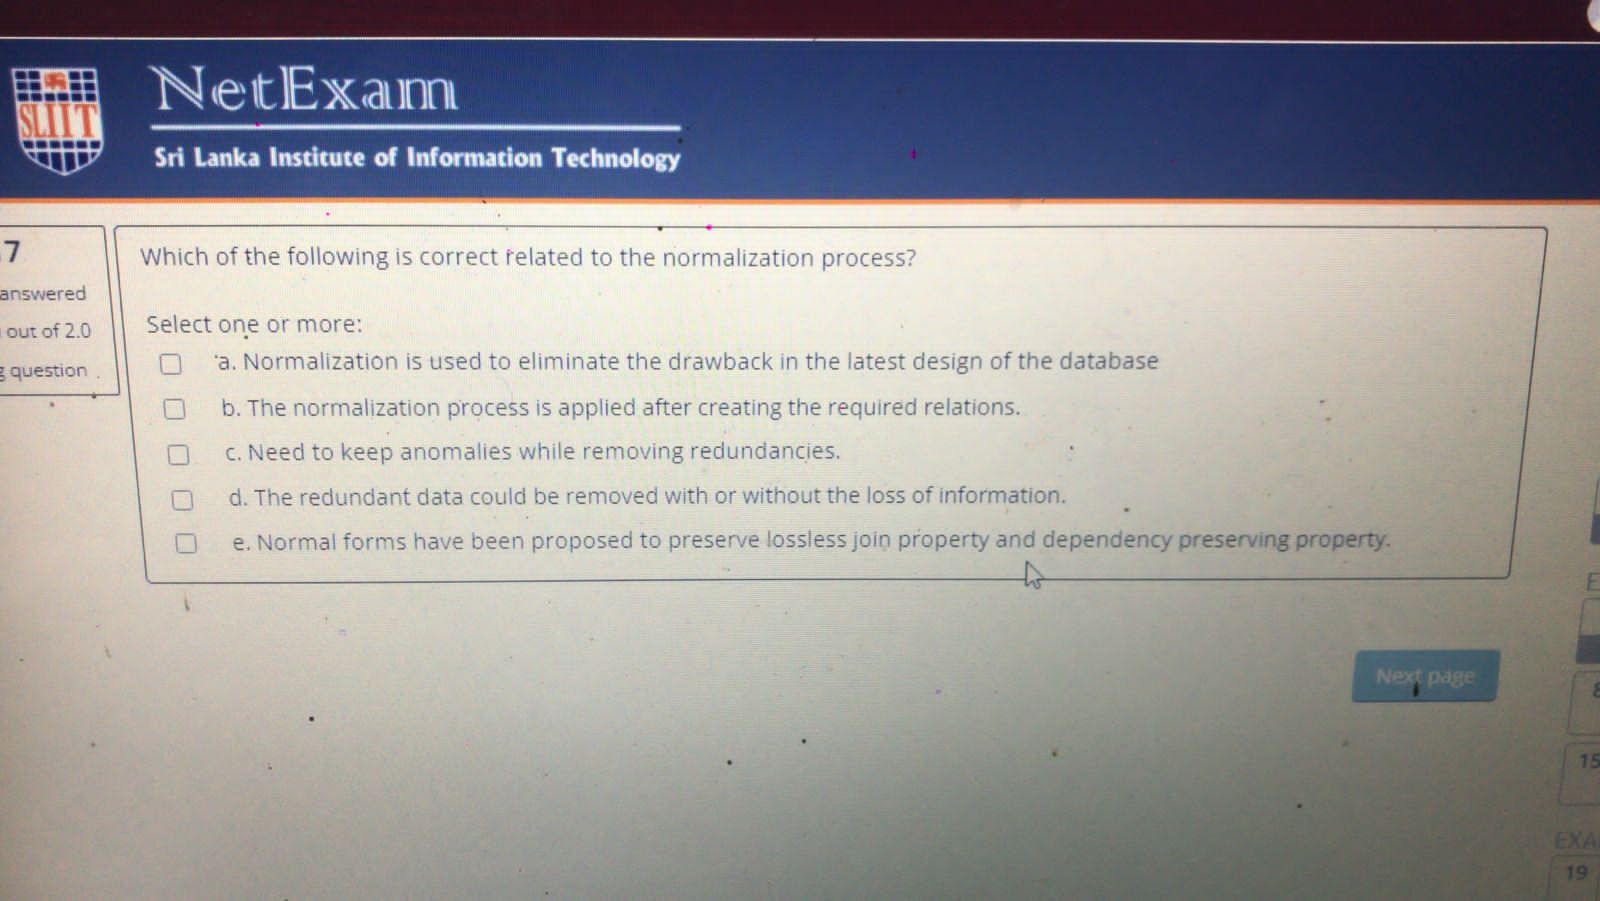 SLIIT
NetExam
Sri Lanka Institute of Information Technology
7
answered
out of 2.0
question
Which of the following is correct related to the normalization process?
Select one or more:
a. Normalization is used to eliminate the drawback in the latest design of the database
b. The normalization process is applied after creating the required relations.
c. Need to keep anomalies while removing redundancies.
d. The redundant data could be removed with or without the loss of information.
e. Normal forms have been proposed to preserve lossless join property and dependency preserving property.
Next page
E
8
15
EXA
19